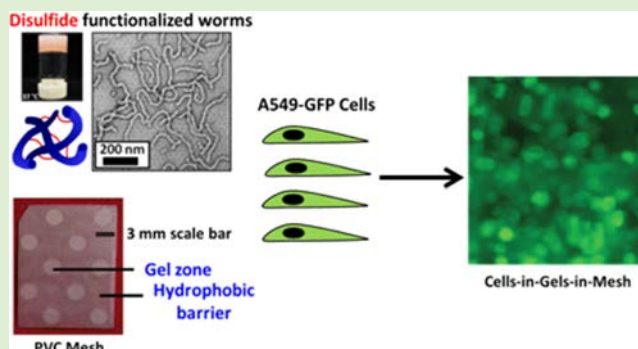 Disulfide functionalized worms
200 nm
A549-GFP Cells
3 mm scale bar
Gel zone
Hydrophobic
barrier
PVC Mesh
Cells-in-Gels-in-Mesh